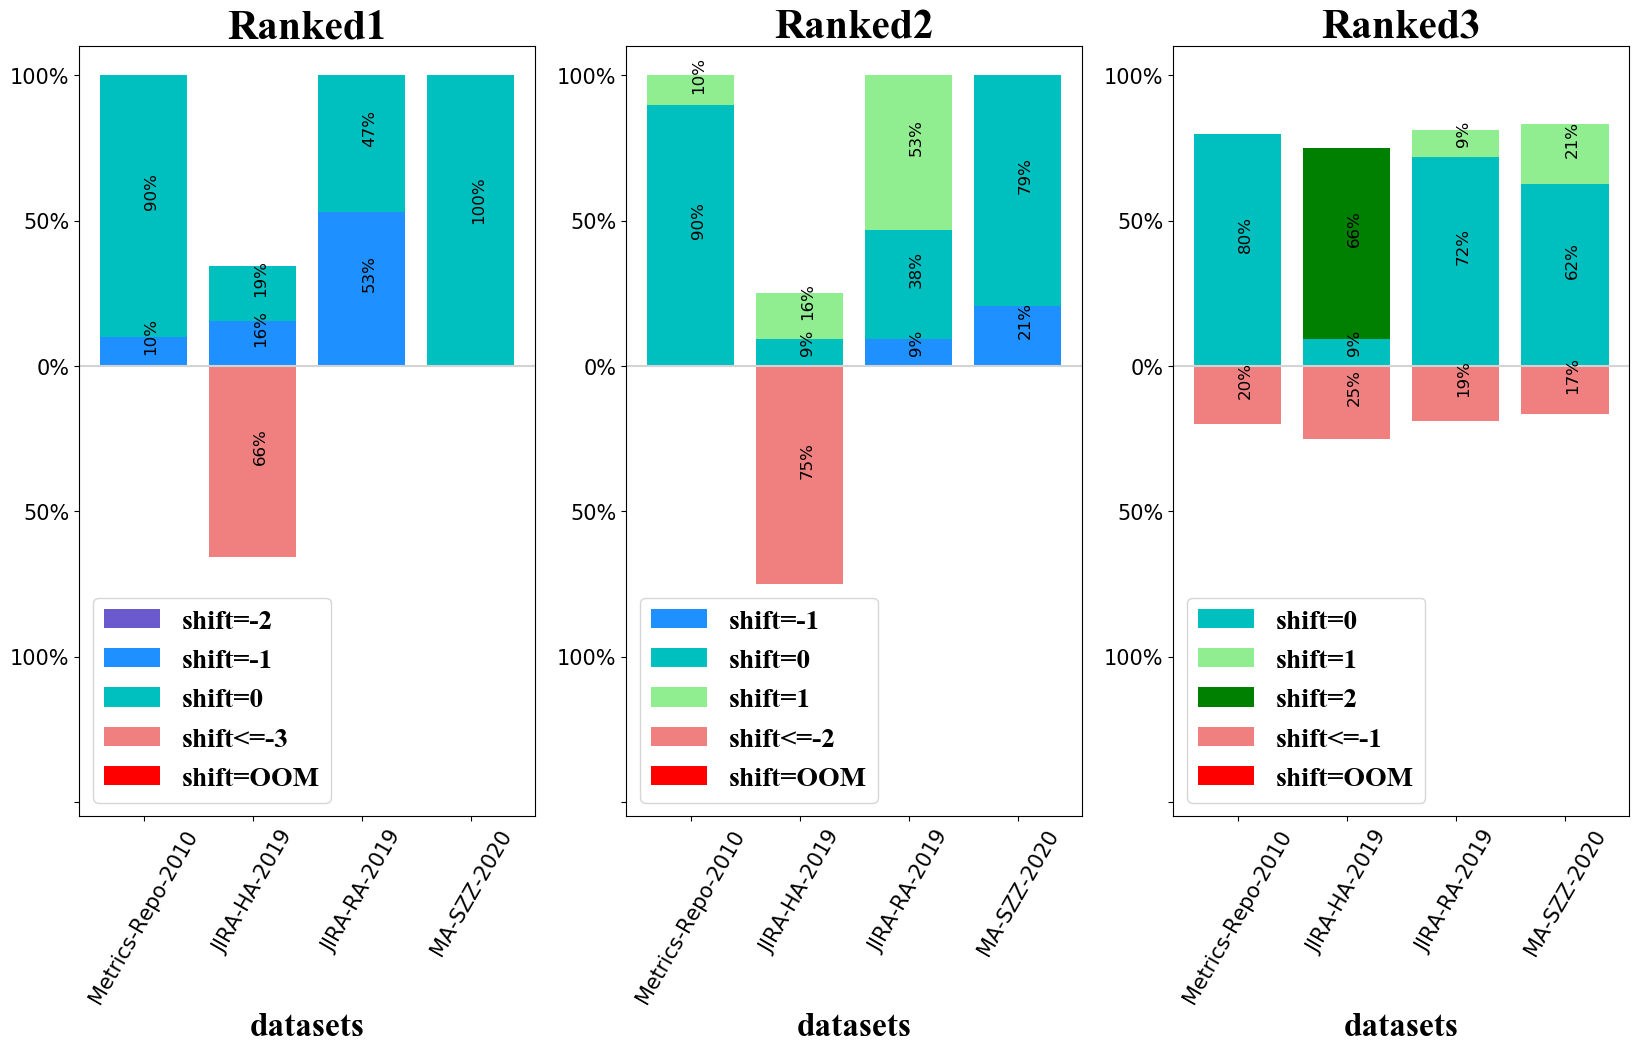 Ranked1
100%
50%
0%
50%
100%
90%
10%
19%
16%
66%
47%
53%
100%
shift=-2
shift=-1
shift=0
shift<=-3
shift=OOM
Metrics-Repo-2010
JIRA-HA-2019
JIRA-RA-2019
MA-SZZ-2020
datasets
Ranked2
100%
50%
0%
50%
100%
10%
90%
16%
9%
75%
53%
38%
9%
79%
21%
shift=-1
shift=0
shift=1
shift<=-2
shift=OOM
Metrics-Repo-2010
JIRA-HA-2019
JIRA-RA-2019
MA-SZZ-2020
datasets
Ranked3
100%
50%
0%
50%
100%
80%
20%
66%
9%
25%
9%
72%
19%
21%
62%
17%
shift=0
shift=1
shift=2
shift<=-1
shift=OOM
Metrics-Repo-2010
JIRA-HA-2019
JIRA-RA-2019
MA-SZZ-2020
datasets